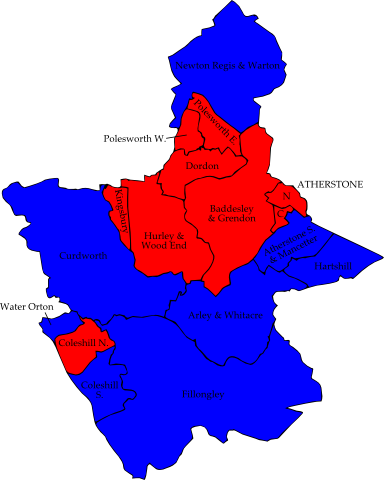 Newton Regis & Warton
Polesworth E.
Polesworth W.
Dordon
ATHERSTONE
N
C
Kingsbury
Baddesley
& Grendon
Hurley &
Wood End
Atherstone S.
& Mancetter
Curdworth
Hartshill
Water Orton
Arley & Whitacre
Coleshill N.
Coleshill
S.
Fillongley